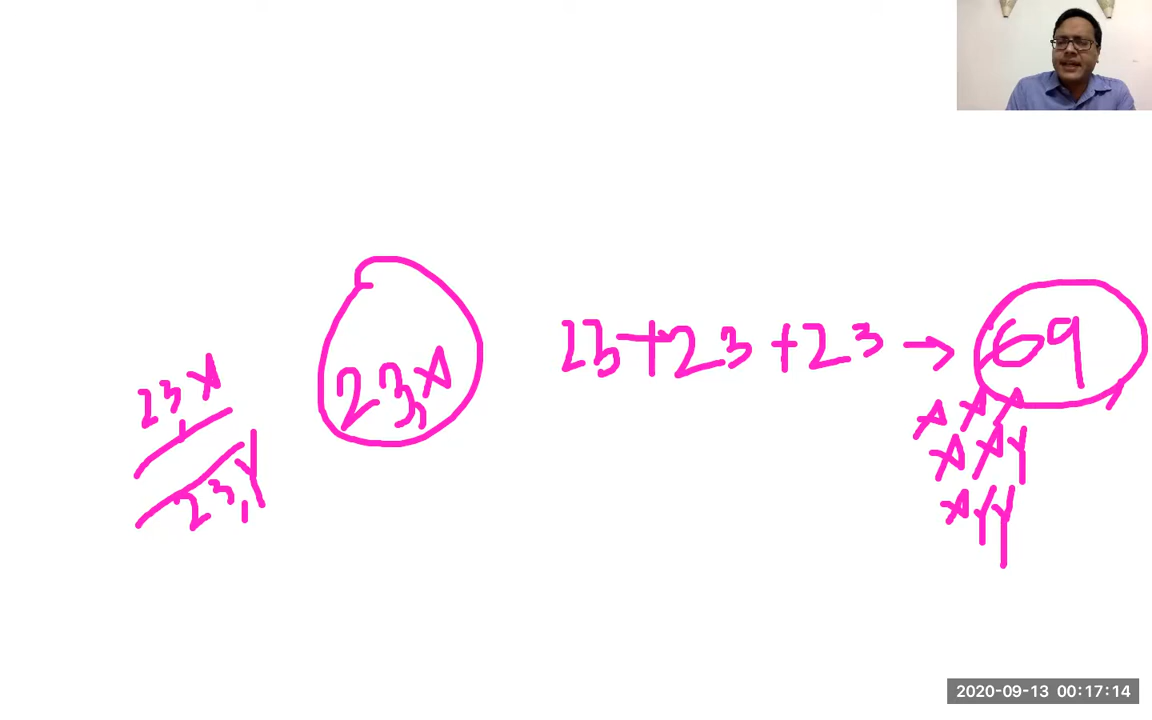 23+23+23→69
23,X
23,X
23,Y
X X X
X X Y
X Y Y
2020-09-13 00:17:14